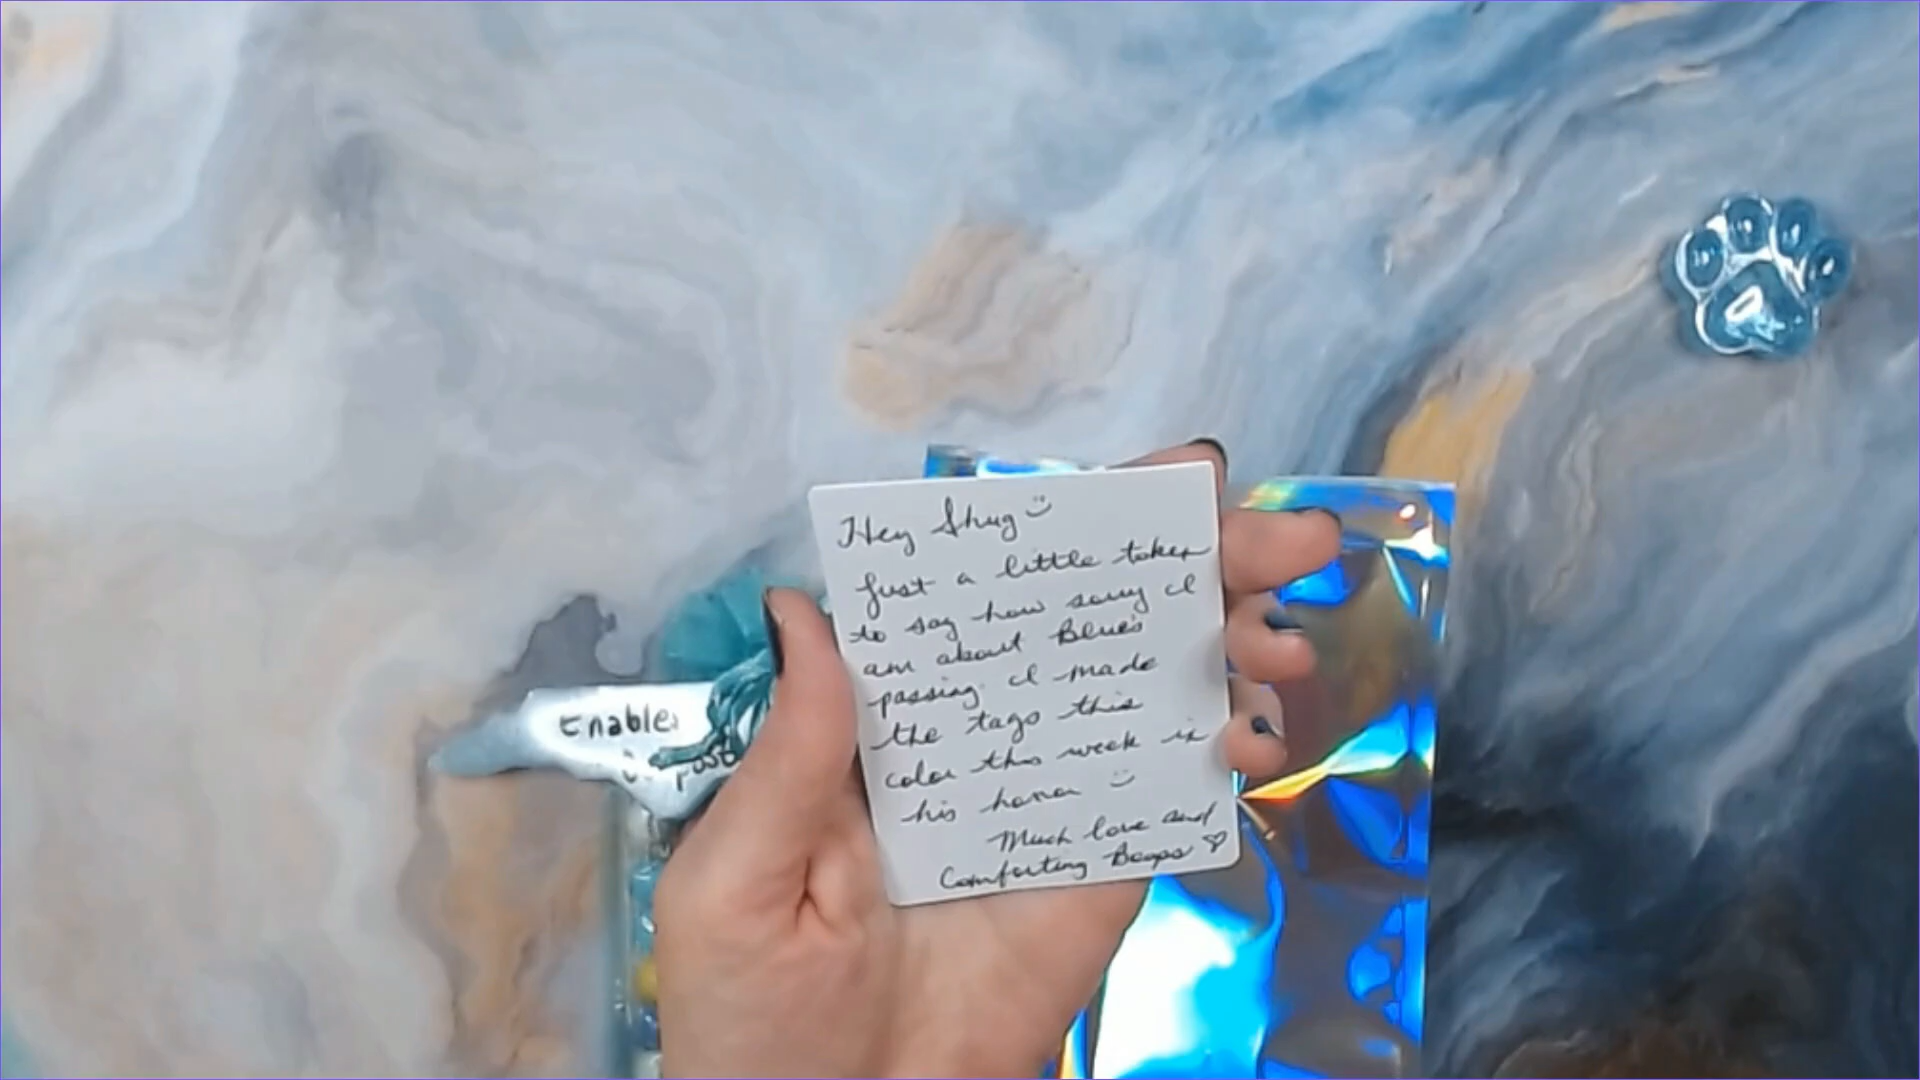 Hey Shug
Just a little token
to say how sorry I
am about Blue's
passing. I made
the tags this
color this week in
his honor
Much love and
Comforting Boops
Enabler
post